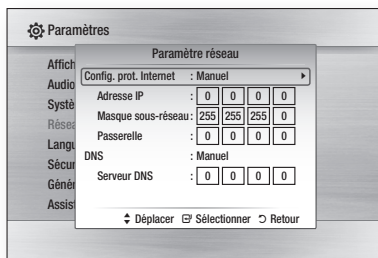 Paramètres
Paramètre réseau
Affich
Config. prot. Internet : Manuel
Audio
Adresse IP : 0 0 0 0
Systè
Masque sous-réseau : 255 255 255 0
Résea
Passerelle : 0 0 0 0
Langu
DNS : Manuel
Sécur
Serveur DNS : 0 0 0 0
Génér
Assist
Déplacer Sélectionner Retour